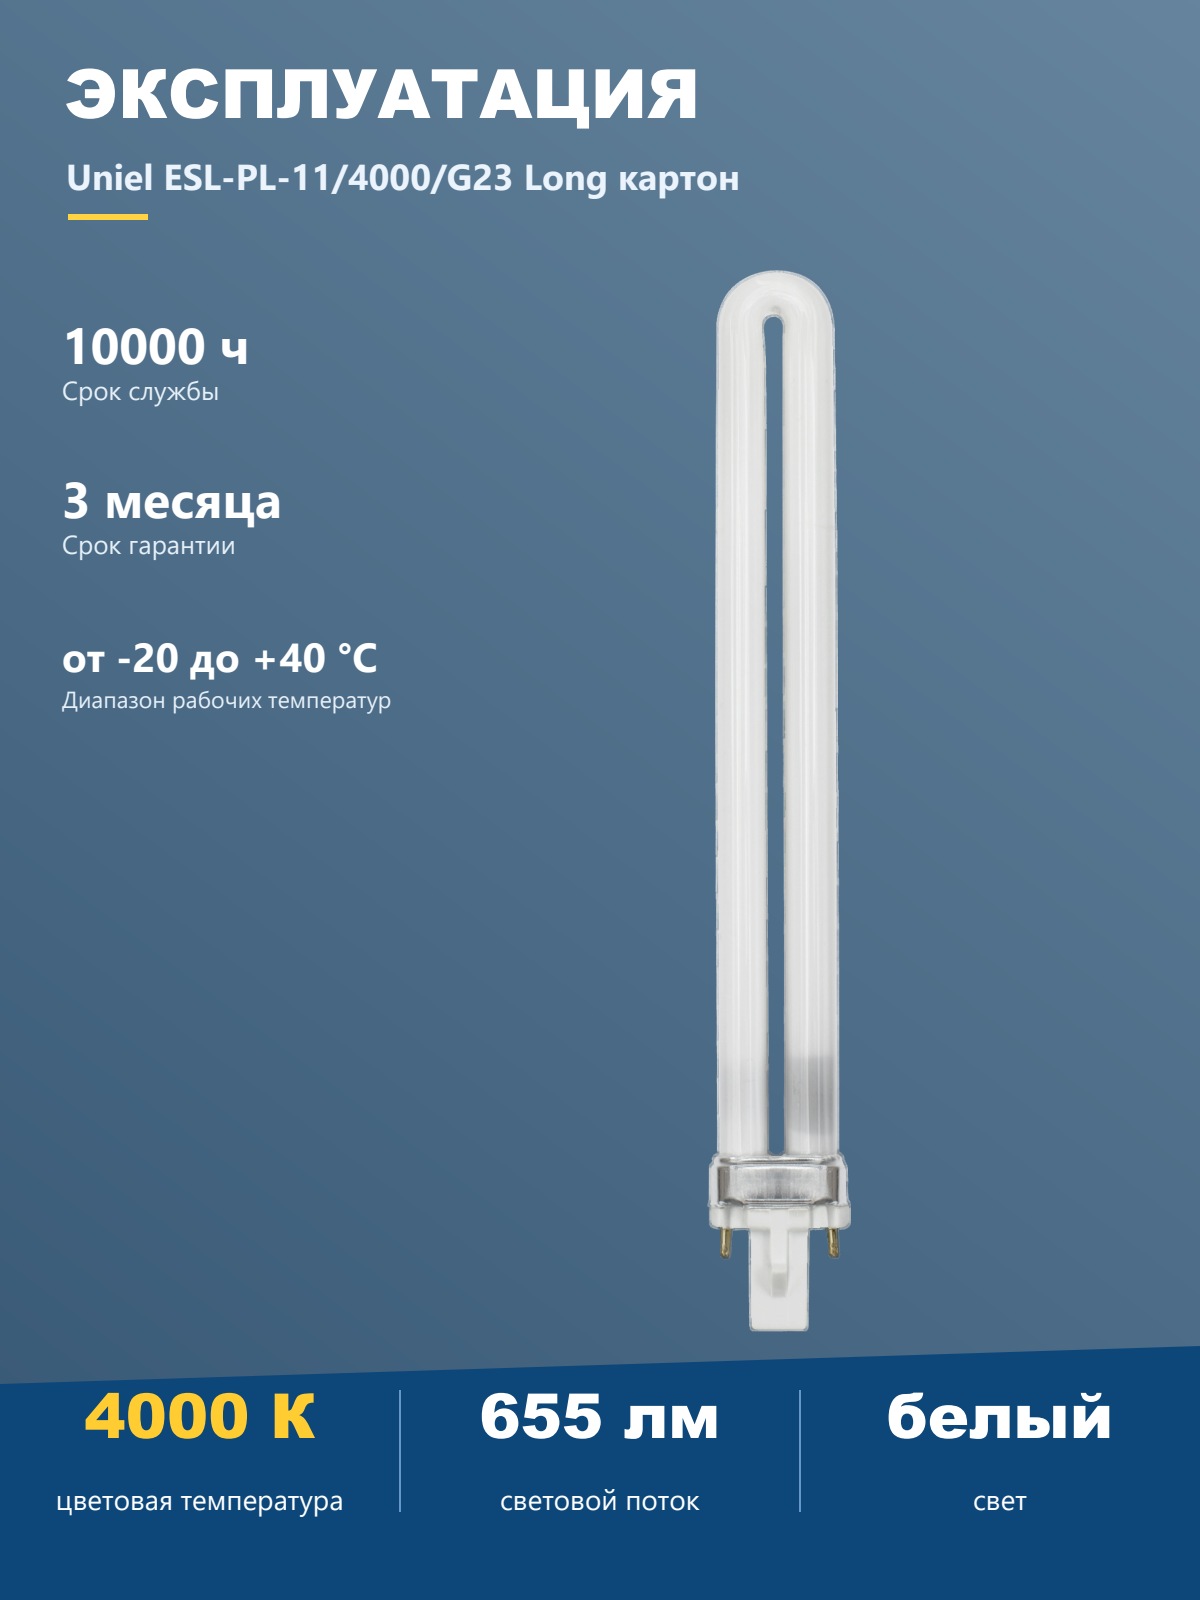 ЭКСПЛУАТАЦИЯ
Uniel ESL-PL-11/4000/G23 Long картон
10000 ч
Срок службы
3 месяца
Срок гарантии
от -20 до +40 °С
Диапазон рабочих температур
4000 К
цветовая температура
655 лм
световой поток
белый
свет